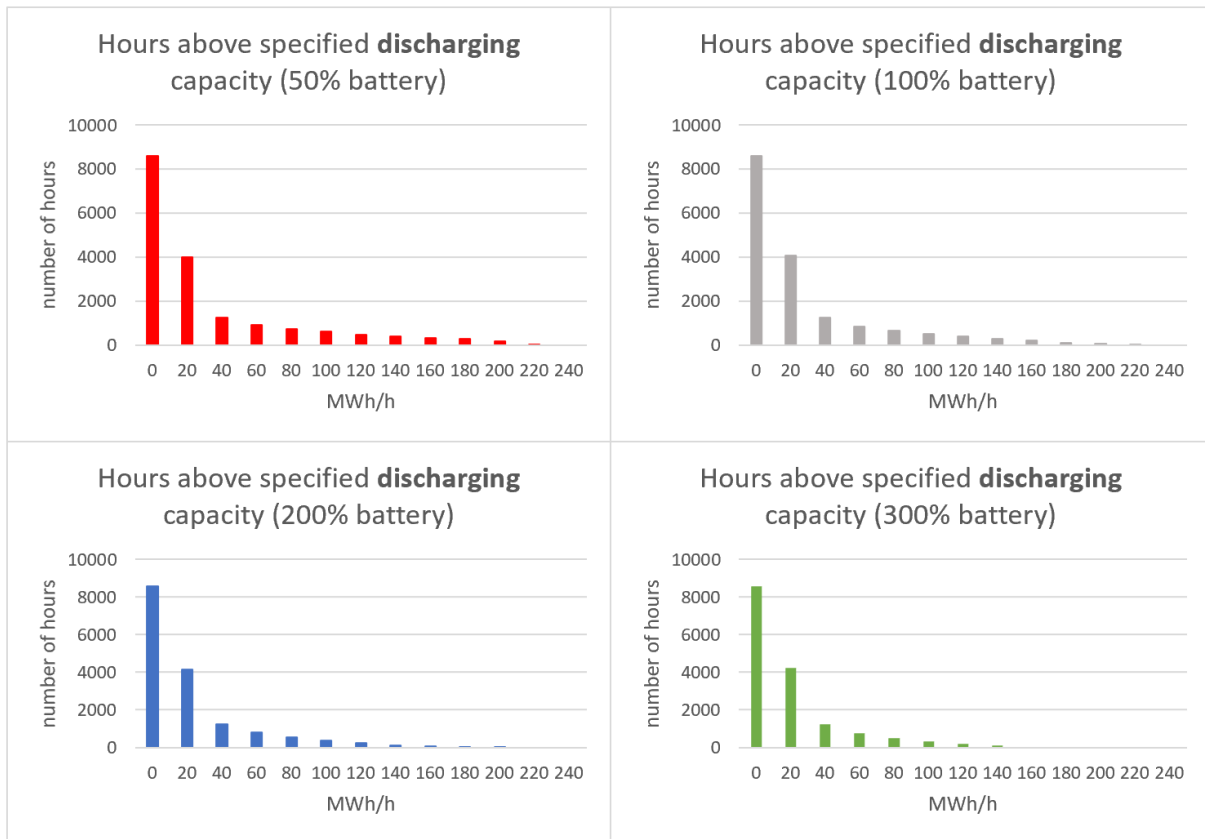 Hours above specified discharging
capacity (50% battery)
10000
8000
6000
4000
2000
0
number of hours
0 20 40 60 80 100 120 140 160 180 200 220 240
MWh/h
Hours above specified discharging
capacity (100% battery)
10000
8000
6000
4000
2000
0
number of hours
0 20 40 60 80 100 120 140 160 180 200 220 240
MWh/h
Hours above specified discharging
capacity (200% battery)
10000
8000
6000
4000
2000
0
number of hours
0 20 40 60 80 100 120 140 160 180 200 220 240
MWh/h
Hours above specified discharging
capacity (300% battery)
10000
8000
6000
4000
2000
0
number of hours
0 20 40 60 80 100 120 140 160 180 200 220 240
MWh/h